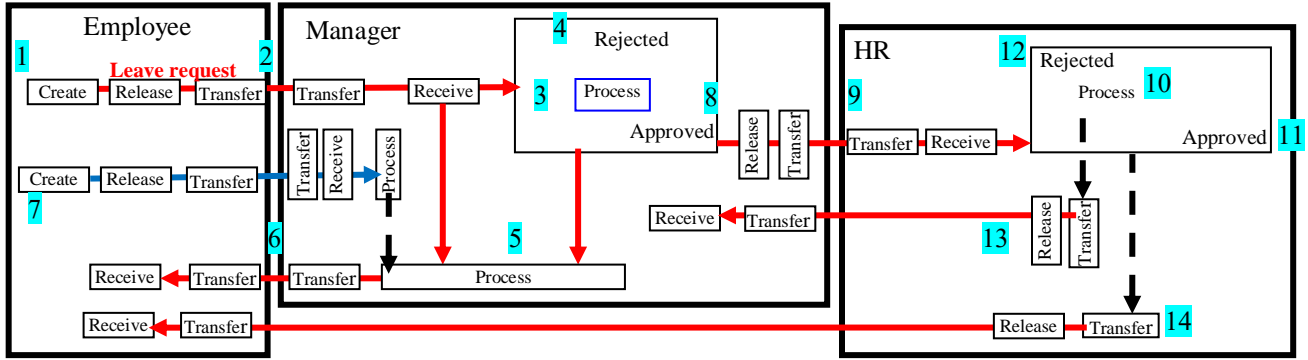 Employee
1
Leave request
2
Create
Release
Transfer
7
Create
Release
Transfer
6
Receive
Transfer
Receive
Transfer
Manager
4
Rejected
3
Process
8
Approved
Transfer
Receive
Transfer
Receive
Process
Release
Transfer
5
Process
Transfer
Receive
Transfer
HR
12
Rejected
10
Process
Approved
11
9
Transfer
Receive
13
Release
Transfer
Release
Transfer
14